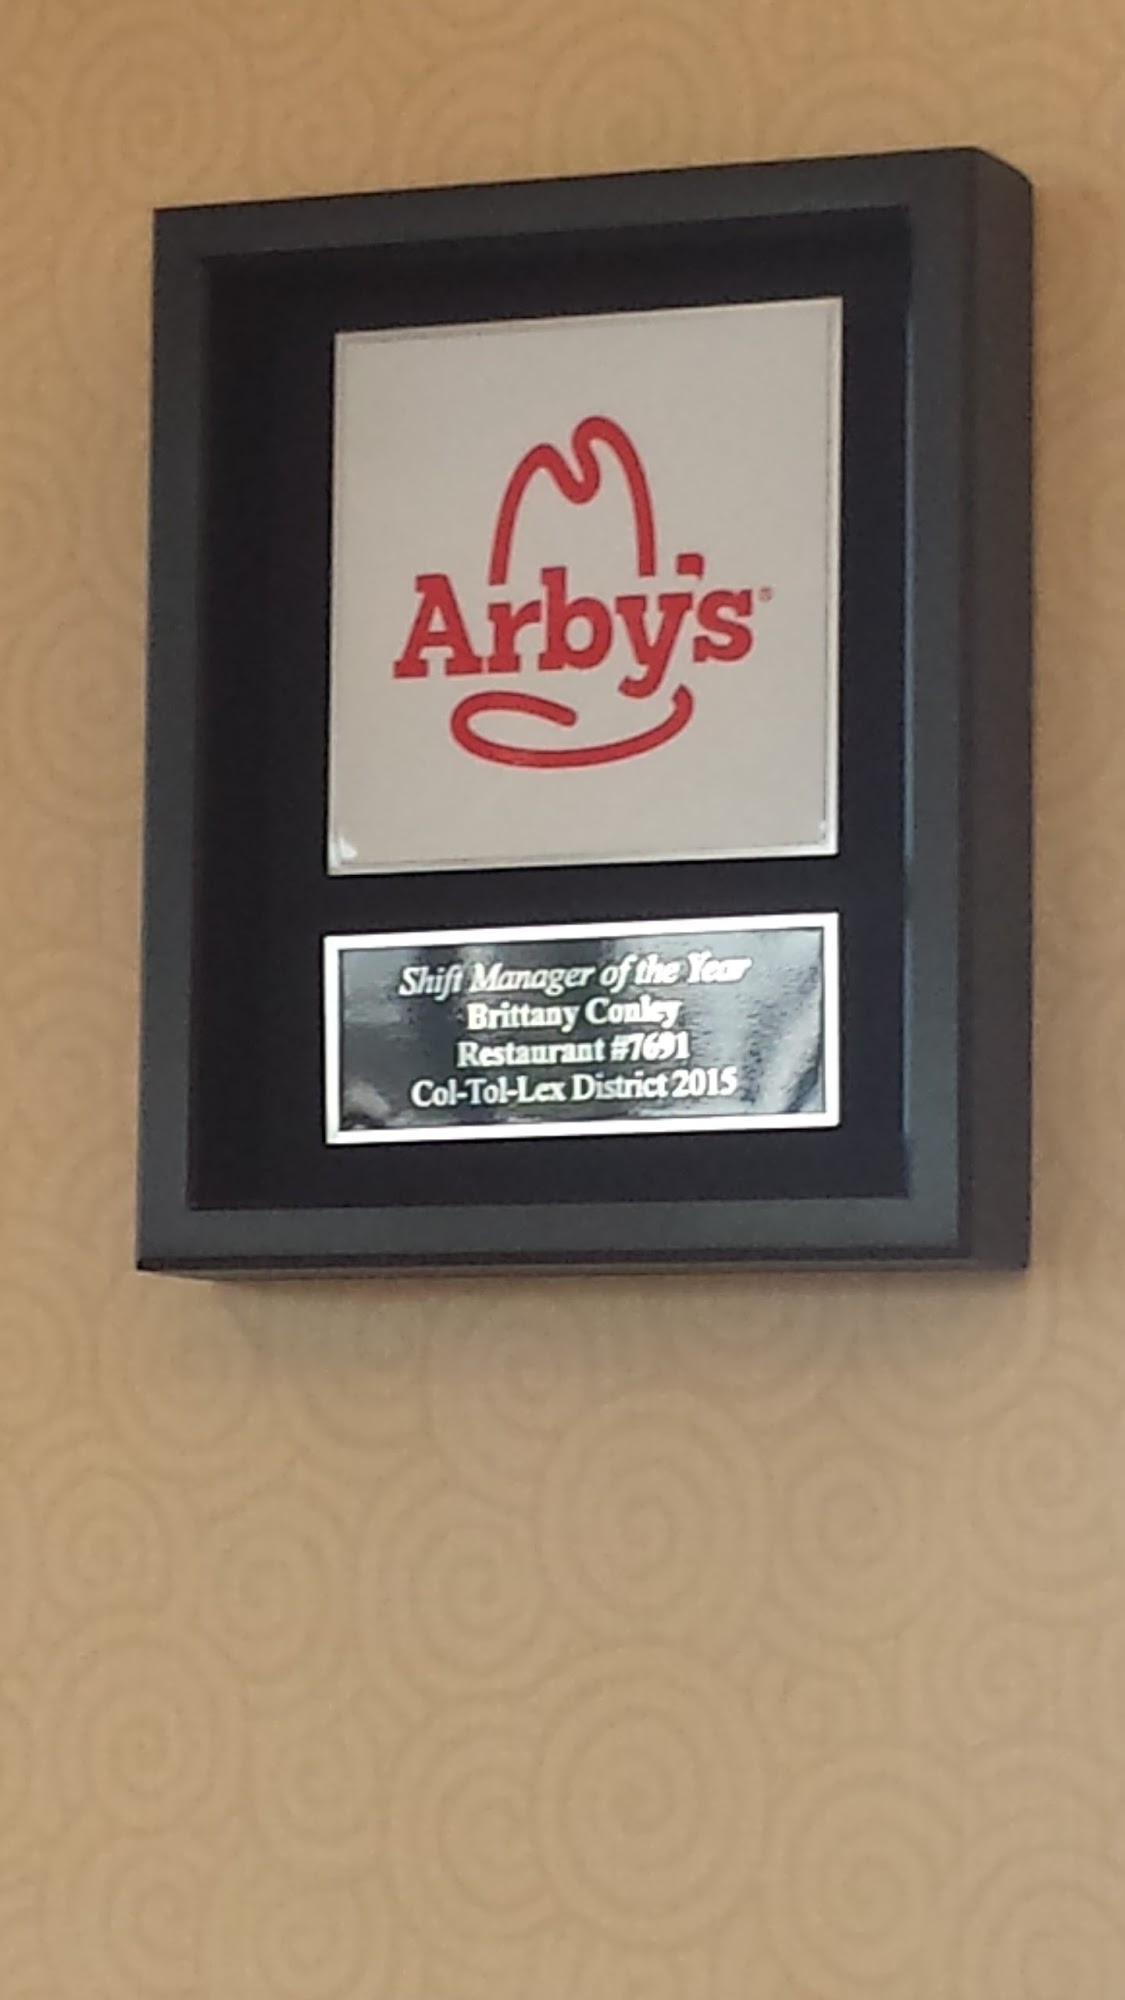 Arby's®
Shift Manager of the Year
Brittany Conley
Restaurant #7691
Col-Tol-Lex District 2015